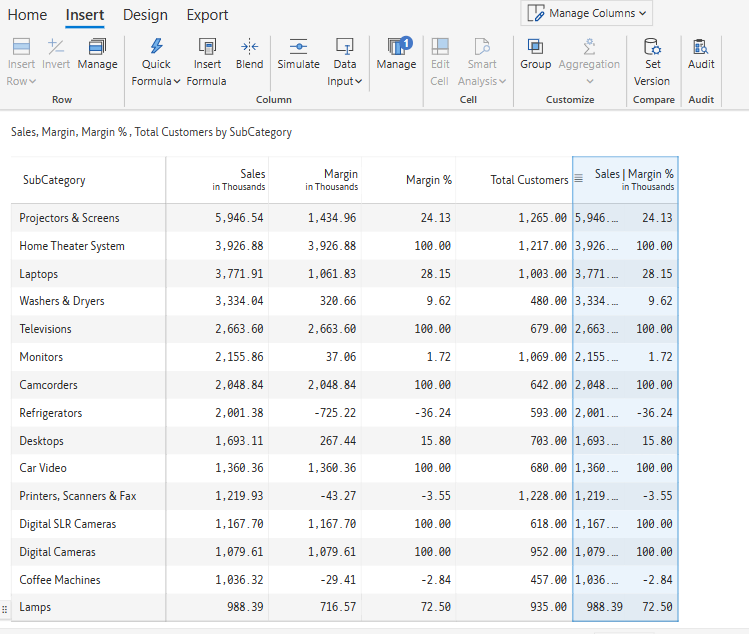 Home Insert Design Export
Manage Columns
Insert Row
Invert
Manage
Row
Quick Formula
Insert Formula
Blend
Simulate
Data Input
Column
Manage
1
Edit Cell
Smart Analysis
Cell
Group
Aggregation
Customize
Set Version
Compare
Audit
Audit
Sales, Margin, Margin % , Total Customers by SubCategory
SubCategory Sales in Thousands Margin in Thousands Margin % Total Customers Sales | Margin % in Thousands
Projectors & Screens 5,946.54 1,434.96 24.13 1,265.00 5,946.… 24.13
Home Theater System 3,926.88 3,926.88 100.00 1,217.00 3,926.… 100.00
Laptops 3,771.91 1,061.83 28.15 1,003.00 3,771.… 28.15
Washers & Dryers 3,334.04 320.66 9.62 480.00 3,334.… 9.62
Televisions 2,663.60 2,663.60 100.00 679.00 2,663.… 100.00
Monitors 2,155.86 37.06 1.72 1,069.00 2,155.… 1.72
Camcorders 2,048.84 2,048.84 100.00 642.00 2,048.… 100.00
Refrigerators 2,001.38 -725.22 -36.24 593.00 2,001.… -36.24
Desktops 1,693.11 267.44 15.80 703.00 1,693.… 15.80
Car Video 1,360.36 1,360.36 100.00 680.00 1,360.… 100.00
Printers, Scanners & Fax 1,219.93 -43.27 -3.55 1,228.00 1,219.… -3.55
Digital SLR Cameras 1,167.70 1,167.70 100.00 618.00 1,167.… 100.00
Digital Cameras 1,079.61 1,079.61 100.00 952.00 1,079.… 100.00
Coffee Machines 1,036.32 -29.41 -2.84 457.00 1,036.… -2.84
Lamps 988.39 716.57 72.50 935.00 988.39 72.50